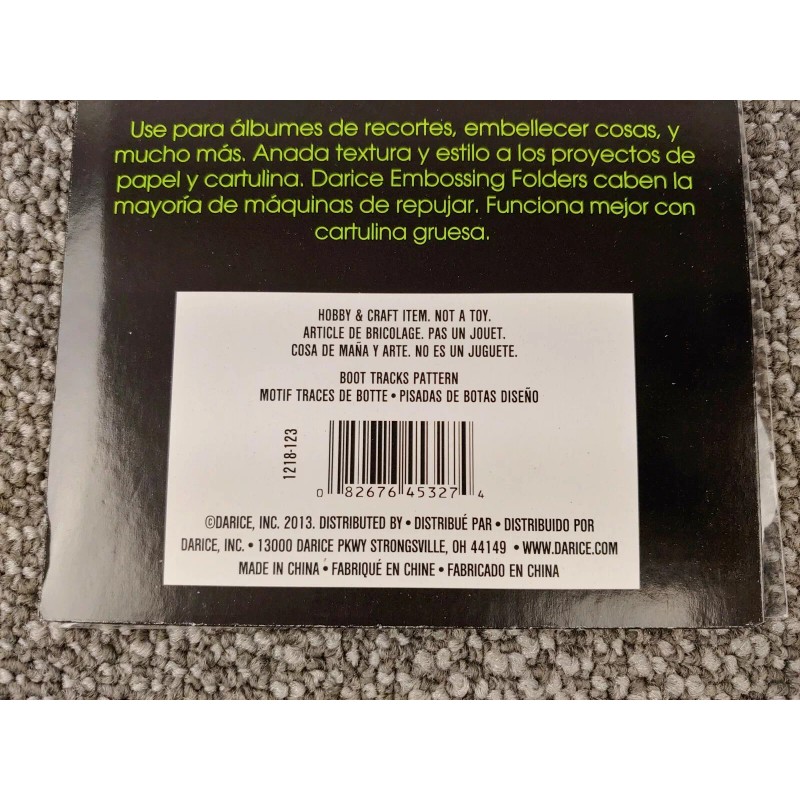 Use para álbumes de recortes, embellecer cosas, y
mucho más. Anada textura y estilo a los proyectos de
papel y cartulina. Darice Embossing Folders caben la
mayoría de máquinas de repujar. Funciona mejor con
cartulina gruesa.
HOBBY & CRAFT ITEM. NOT A TOY.
ARTICLE DE BRICOLAGE. PAS UN JOUET.
COSA DE MAÑA Y ARTE. NO ES UN JUGUETE.
BOOT TRACKS PATTERN
MOTIF TRACES DE BOTTE • PISADAS DE BOTAS DISEÑO
1218-123
0 82676 45327 4
©DARICE, INC. 2013. DISTRIBUTED BY • DISTRIBUÉ PAR • DISTRIBUIDO POR
DARICE, INC. • 13000 DARICE PKWY STRONGSVILLE, OH 44149 • WWW.DARICE.COM
MADE IN CHINA • FABRIQUÉ EN CHINE • FABRICADO EN CHINA